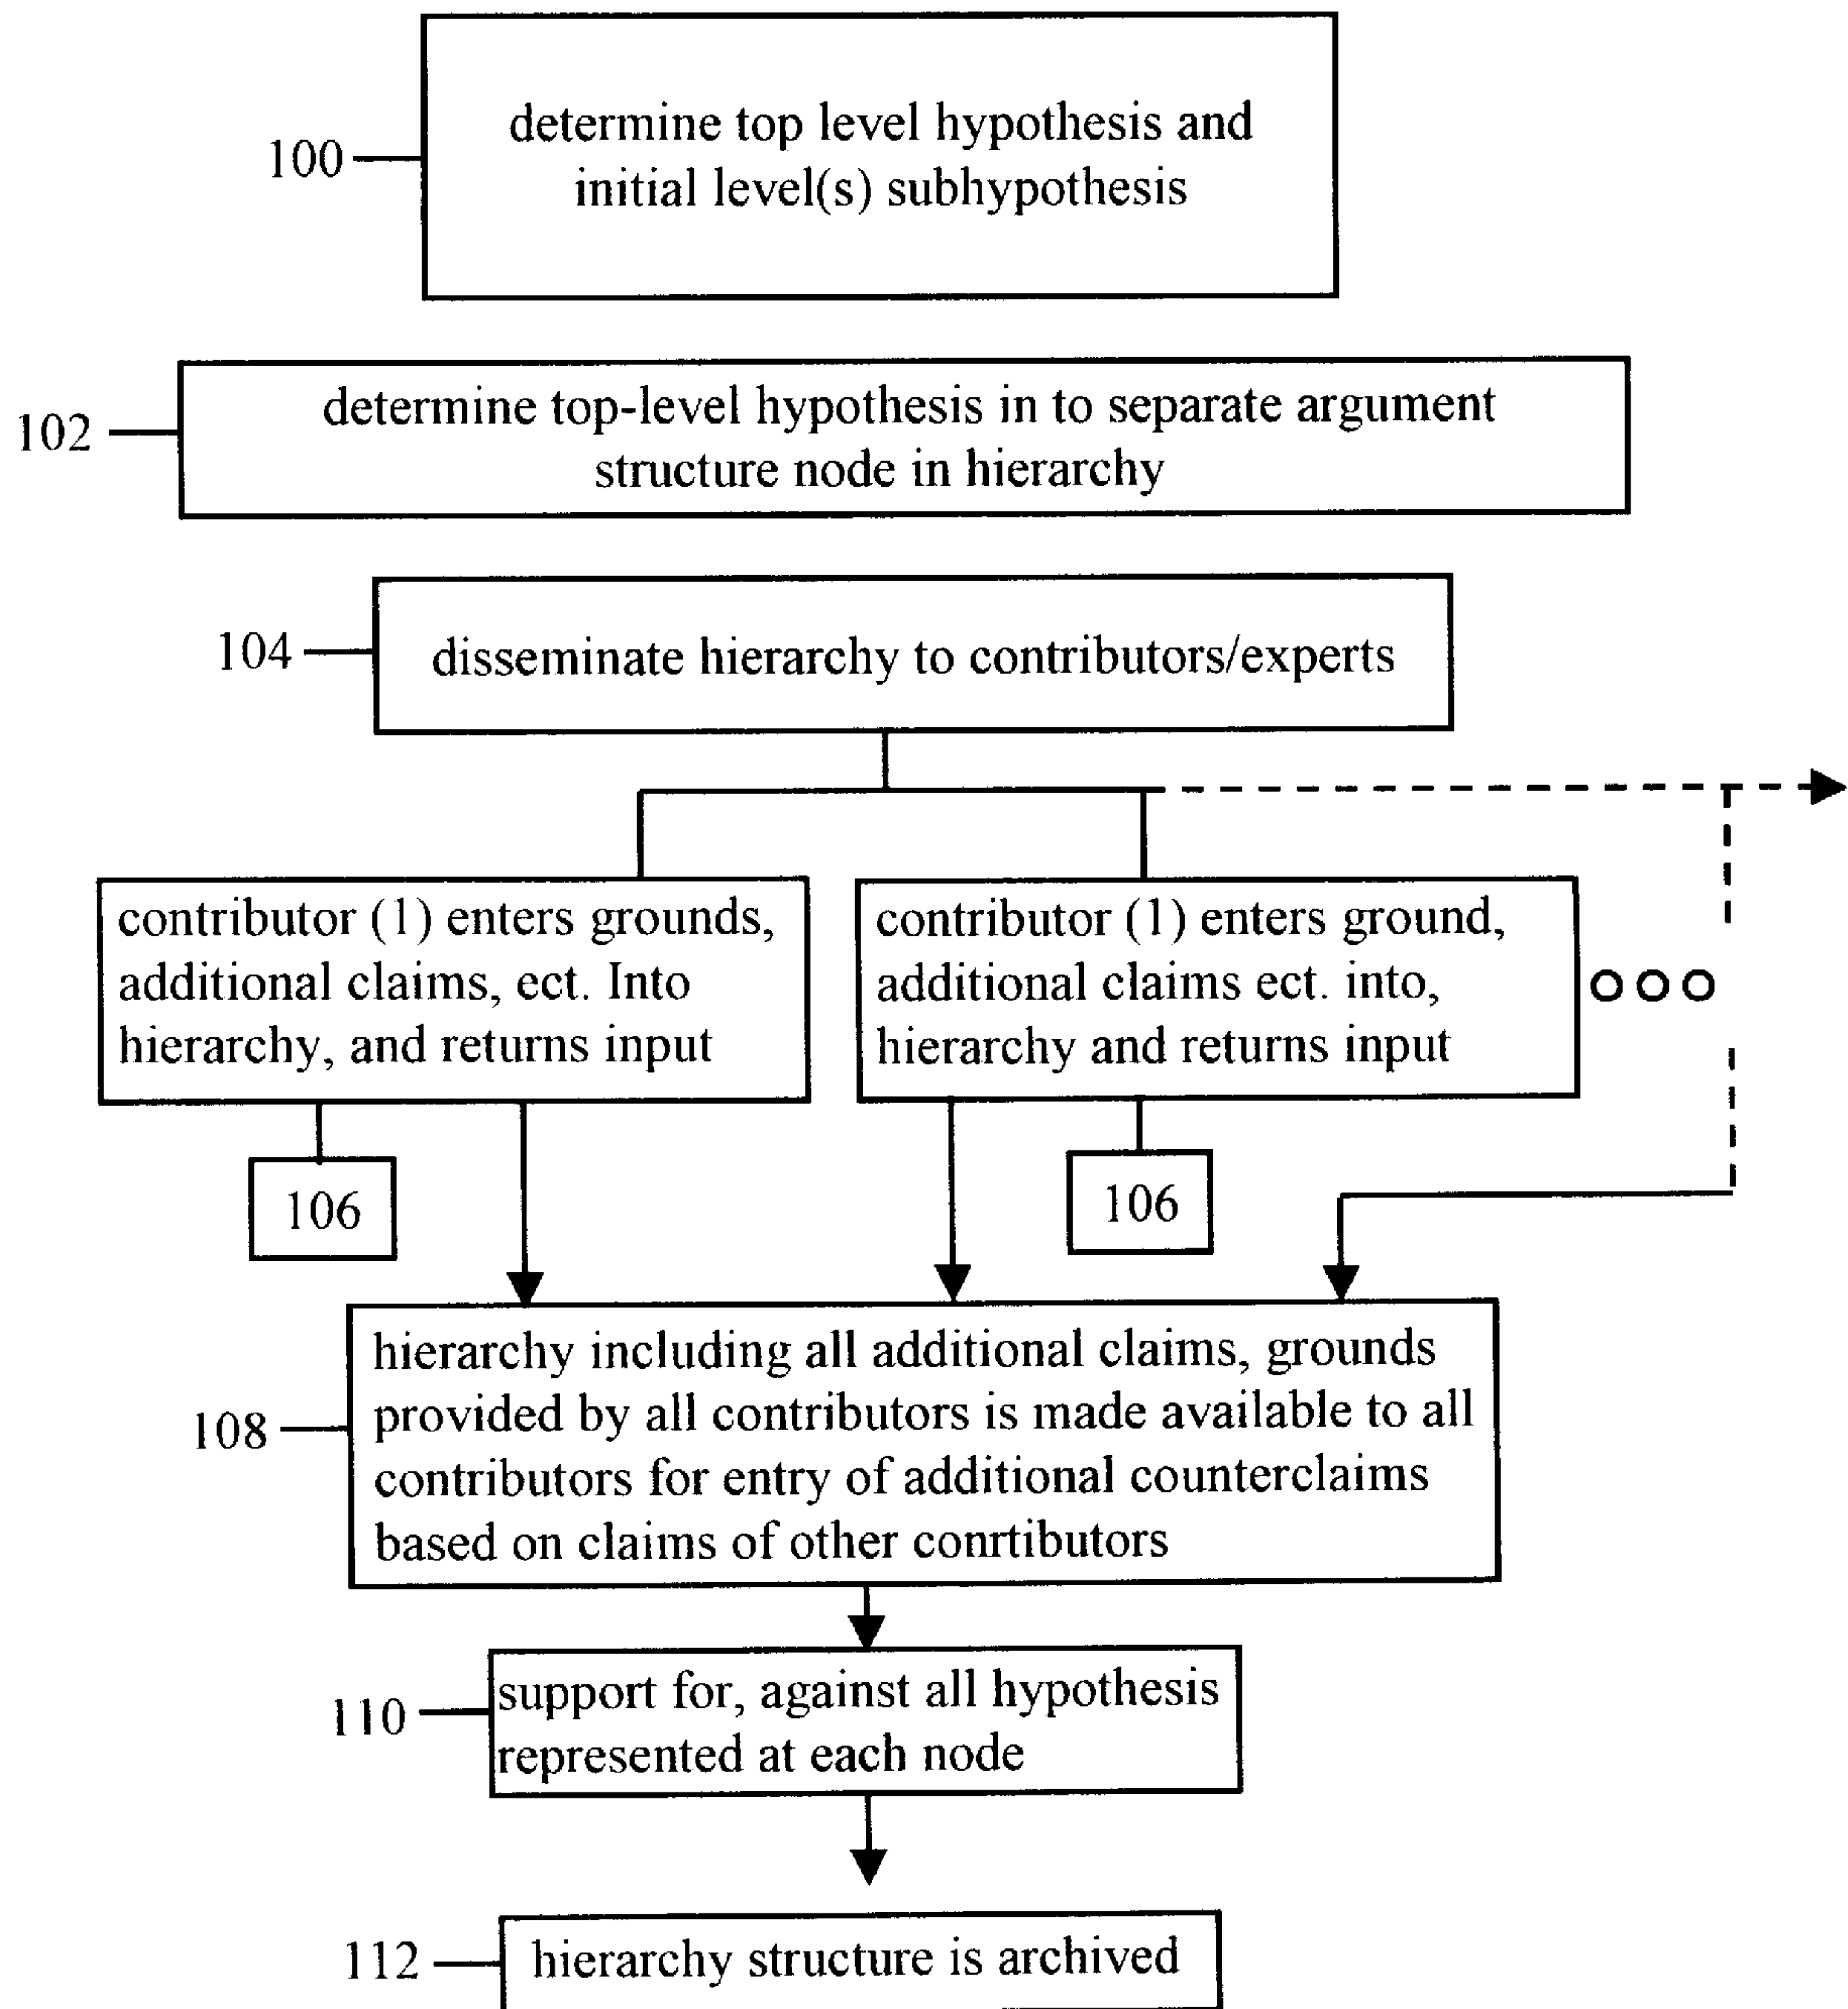 determine top level hypothesis and
100
initial level(s) subhypothesis
determine top-level hypothesis in to separate argument
102
structure node in hierarchy
104
disseminate hierarchy to contributors/experts
contributor (1) enters grounds,
additional claims, ect. Into
hierarchy, and returns input
contributor (1) enters ground,
additional claims ect. into,
hierarchy and returns input
106
106
hierarchy including all additional claims, grounds
provided by all contributors is made available to all
108
contributors for entry of additional counterclaims
based on claims of other conrtibutors
support for, against all hypothesis
110
represented at each node
112
hierarchy structure is archived